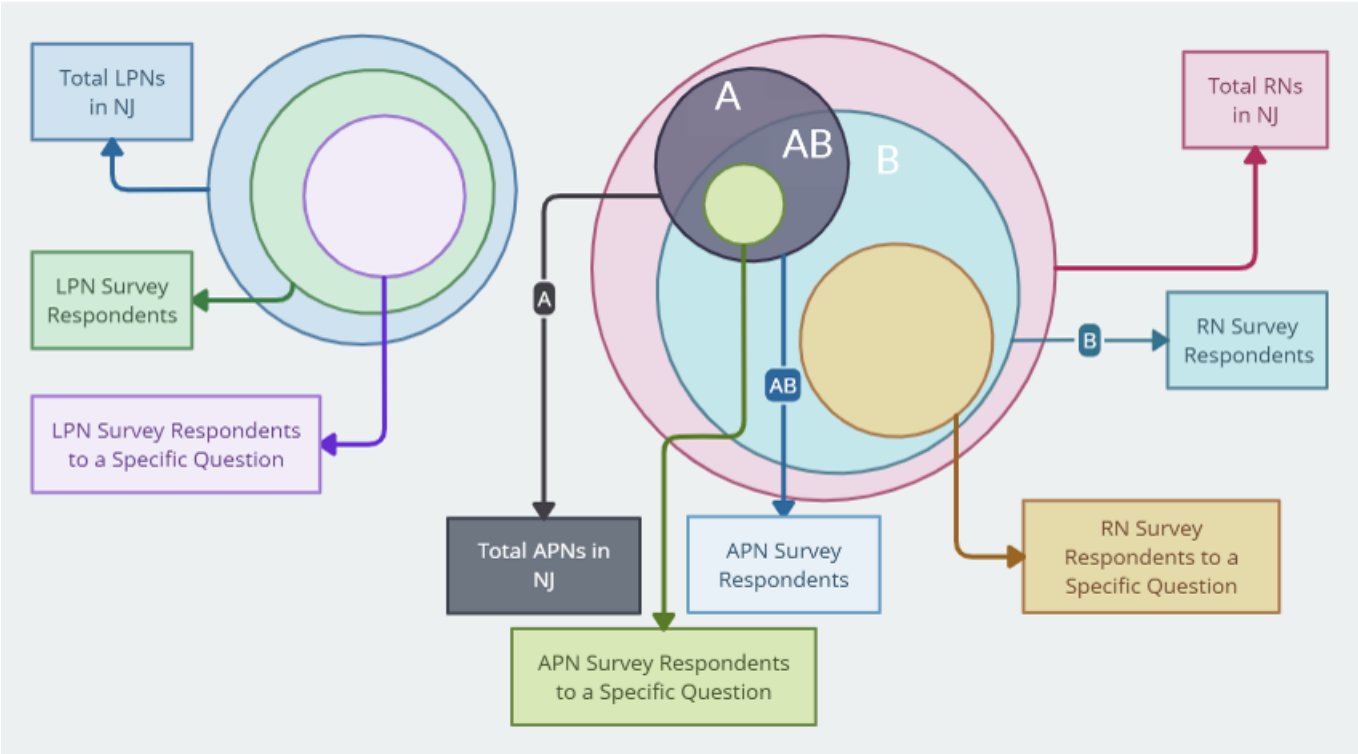 Total LPNs
in NJ
LPN Survey
Respondents
LPN Survey Respondents
to a Specific Question
A
AB
B
A
AB
B
Total RNs
in NJ
RN Survey
Respondents
Total APNs in
NJ
APN Survey
Respondents
RN Survey
Respondents to a
Specific Question
APN Survey Respondents
to a Specific Question